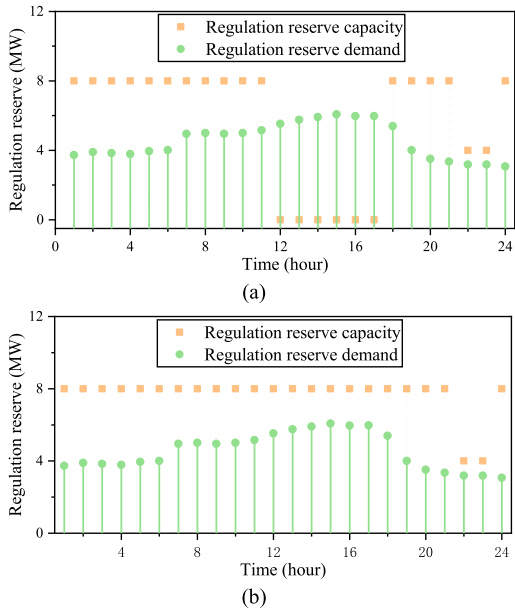 12
8
4
0
Regulation reserve (MW)
Regulation reserve capacity
Regulation reserve demand
0 4 8 12 16 20 24
Time (hour)
(a)
12
8
4
0
Regulation reserve (MW)
Regulation reserve capacity
Regulation reserve demand
4 8 12 16 20 24
Time (hour)
(b)